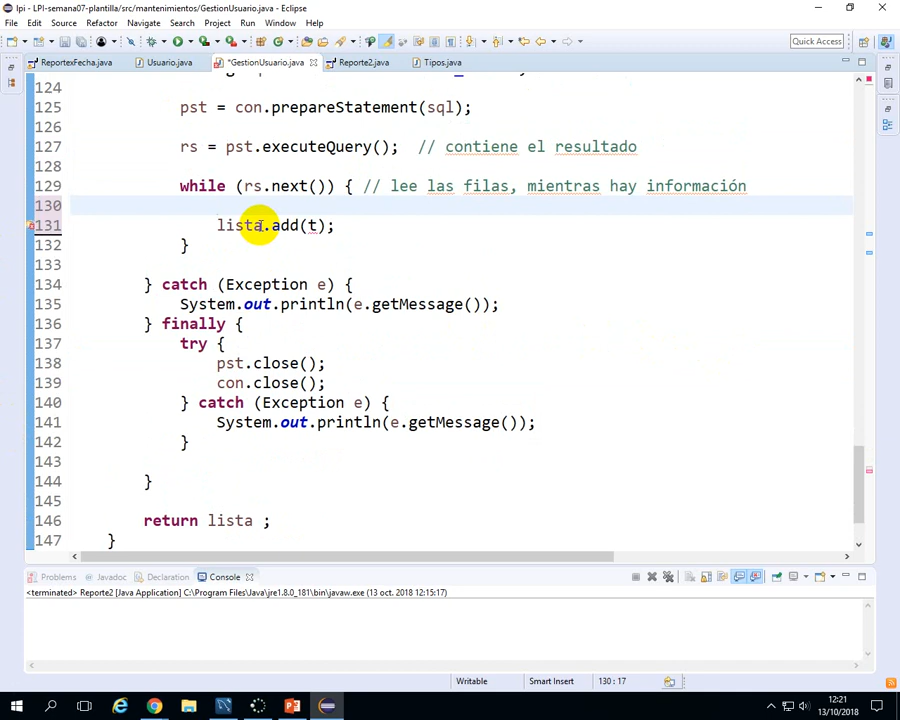 lpi - LPI-semana07-plantilla/src/mantenimientos/GestionUsuario.java - Eclipse
File Edit Source Refactor Navigate Search Project Run Window Help
Quick Access
ReportexFecha.java Usuario.java *GestionUsuario.java Reporte2.java Tipos.java
124
125 pst = con.prepareStatement(sql);
126
127 rs = pst.executeQuery(); // contiene el resultado
128
129 while (rs.next()) { // lee las filas, mientras hay información
130
131 lista.add(t);
132 }
133
134 } catch (Exception e) {
135 System.out.println(e.getMessage());
136 } finally {
137 try {
138 pst.close();
139 con.close();
140 } catch (Exception e) {
141 System.out.println(e.getMessage());
142 }
143
144 }
145
146 return lista ;
147 }
Problems Javadoc Declaration Console
<terminated> Reporte2 [Java Application] C:\Program Files\Java\jre1.8.0_181\bin\javaw.exe (13 oct. 2018 12:15:17)
Writable Smart Insert 130 : 17
12:21
13/10/2018